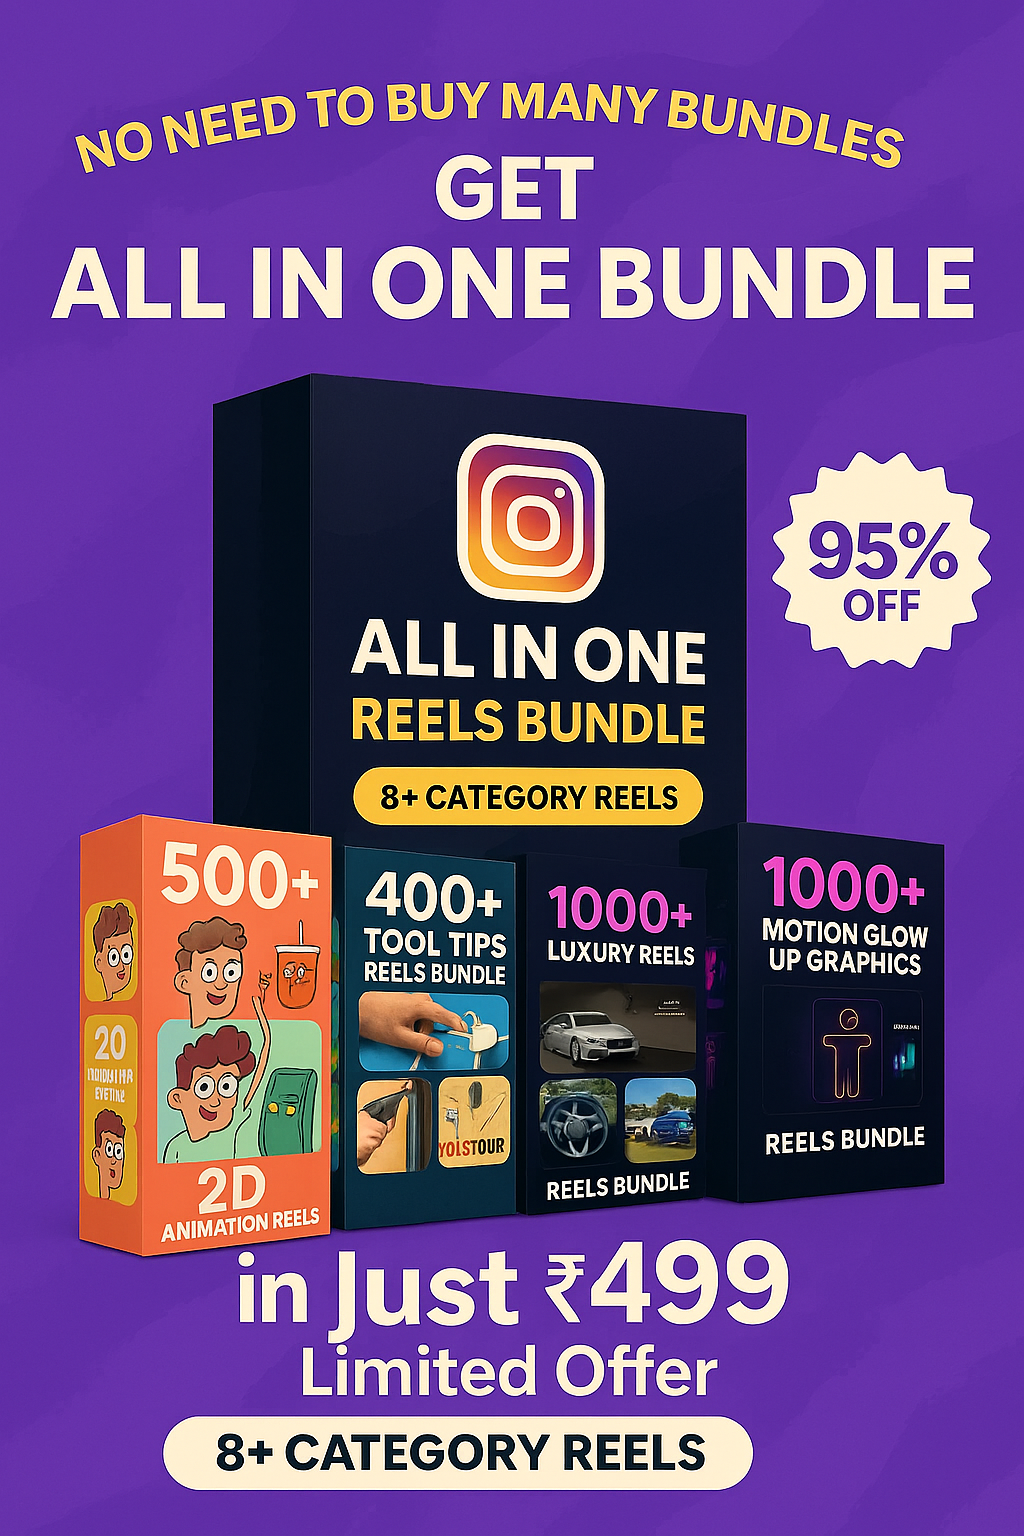 NO NEED TO BUY MANY BUNDLES
GET
ALL IN ONE BUNDLE
95%
OFF
ALL IN ONE
REELS BUNDLE
8+ CATEGORY REELS
500+
20
2D
ANIMATION REELS
400+
TOOL TIPS
REELS BUNDLE
YOLSTOUR
1000+
LUXURY REELS
REELS BUNDLE
1000+
MOTION GLOW
UP GRAPHICS
REELS BUNDLE
in Just ₹499
Limited Offer
8+ CATEGORY REELS